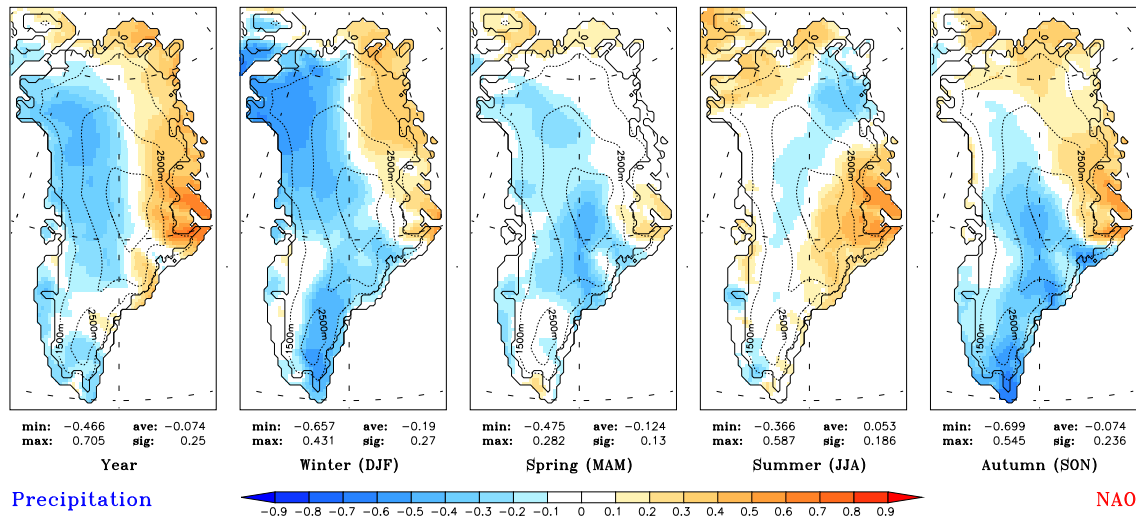 2500m
1500m
2500m
2500m
1500m
2500m
2500m
1500m
2500m
2500m
1500m
2500m
2500m
1500m
2500m
min: −0.466 ave: −0.074
max: 0.705 sig: 0.25
Year
min: −0.657 ave: −0.19
max: 0.431 sig: 0.27
Winter (DJF)
min: −0.475 ave: −0.124
max: 0.282 sig: 0.13
Spring (MAM)
min: −0.366 ave: 0.053
max: 0.587 sig: 0.186
Summer (JJA)
min: −0.699 ave: −0.074
max: 0.545 sig: 0.236
Autumn (SON)
Precipitation
−0.9 −0.8 −0.7 −0.6 −0.5 −0.4 −0.3 −0.2 −0.1 0 0.1 0.2 0.3 0.4 0.5 0.6 0.7 0.8 0.9
NAO